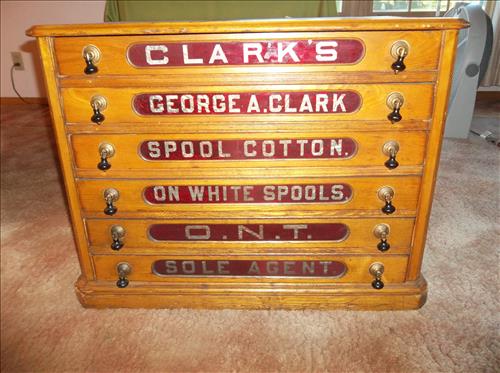 CLARK'S
GEORGE A. CLARK
SPOOL COTTON.
ON WHITE SPOOLS.
O.N.T.
SOLE AGENT.